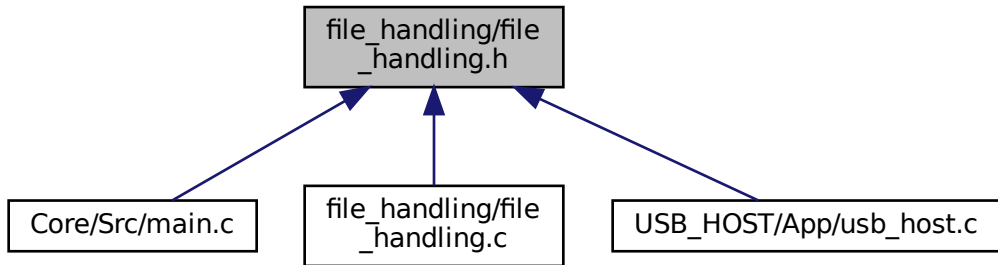 file_handling/file
_handling.h
Core/Src/main.c
file_handling/file
_handling.c
USB_HOST/App/usb_host.c